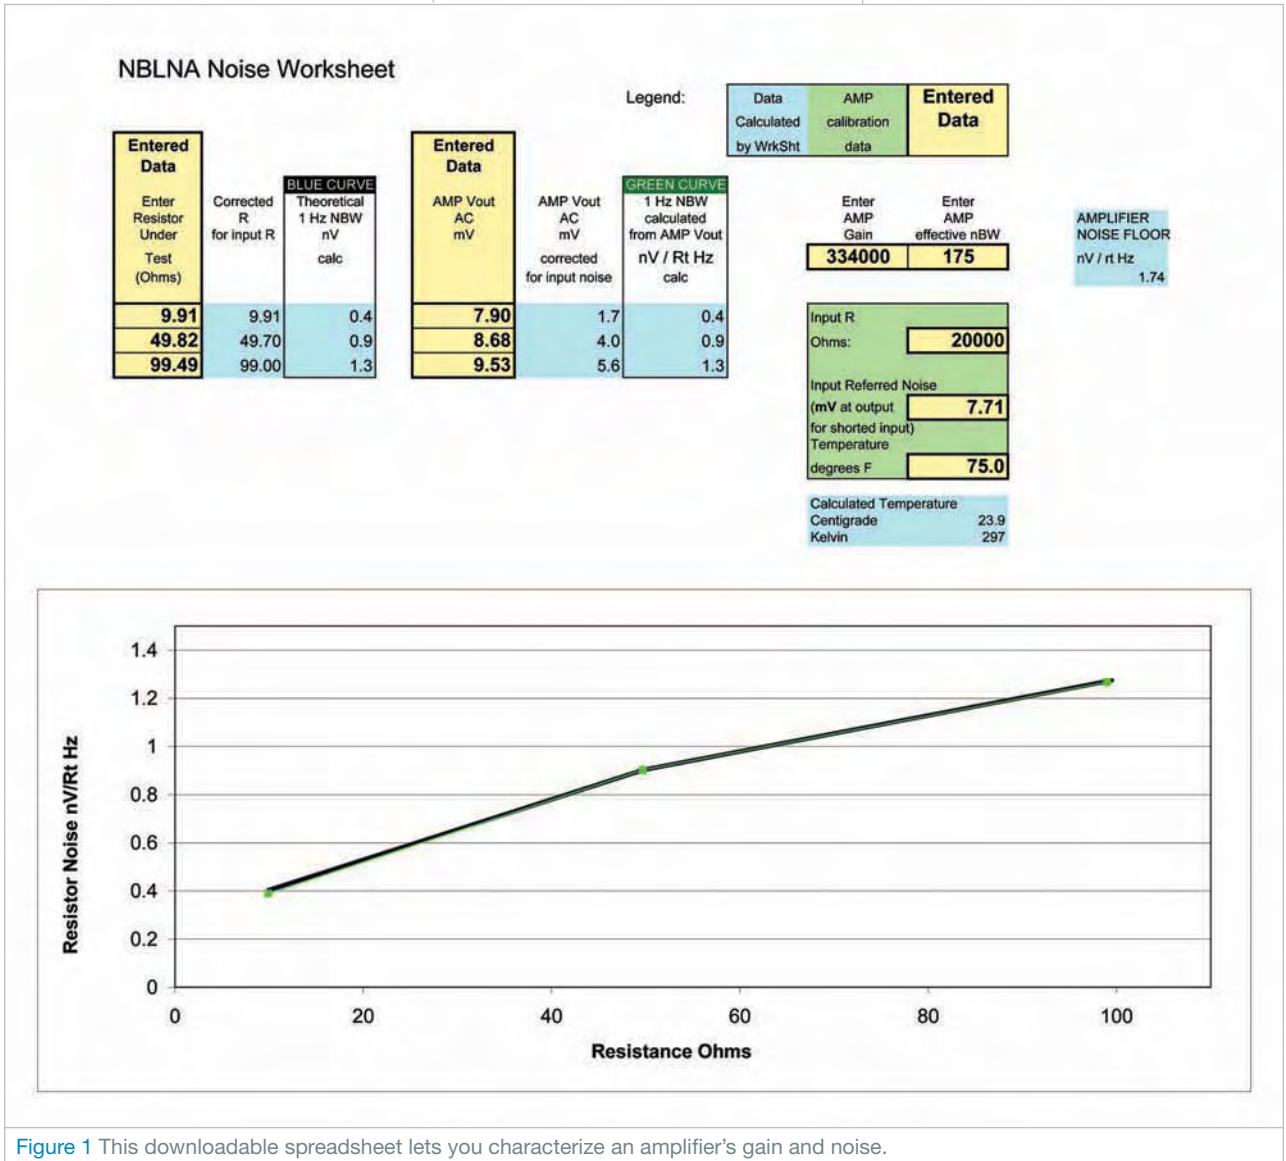 NBLNA Noise Worksheet
Legend:
Data
Calculated
by WrkSht
AMP
calibration
data
Entered
Data
Entered
Data
Enter
Resistor
Under
Test
(Ohms)
Corrected
R
for input R
BLUE CURVE
Theoretical
1 Hz NBW
nV
calc
Entered
Data
AMP Vout
AC
mV
AMP Vout
AC
mV
corrected
for input noise
GREEN CURVE
1 Hz NBW
calculated
from AMP Vout
nV / Rt Hz
calc
9.91 9.91 0.4 7.90 1.7 0.4
49.82 49.70 0.9 8.68 4.0 0.9
99.49 99.00 1.3 9.53 5.6 1.3
Enter
AMP
Gain
334000
Enter
AMP
effective nBW
175
AMPLIFIER
NOISE FLOOR
nV / rt Hz
1.74
Input R
Ohms: 20000
Input Referred Noise
(mV at output 7.71
for shorted input)
Temperature
degrees F 75.0
Calculated Temperature
Centigrade 23.9
Kelvin 297
1.4
1.2
1
0.8
0.6
0.4
0.2
0
Resistor Noise nV/Rt Hz
0 20 40 60 80 100
Resistance Ohms
Figure 1 This downloadable spreadsheet lets you characterize an amplifier's gain and noise.